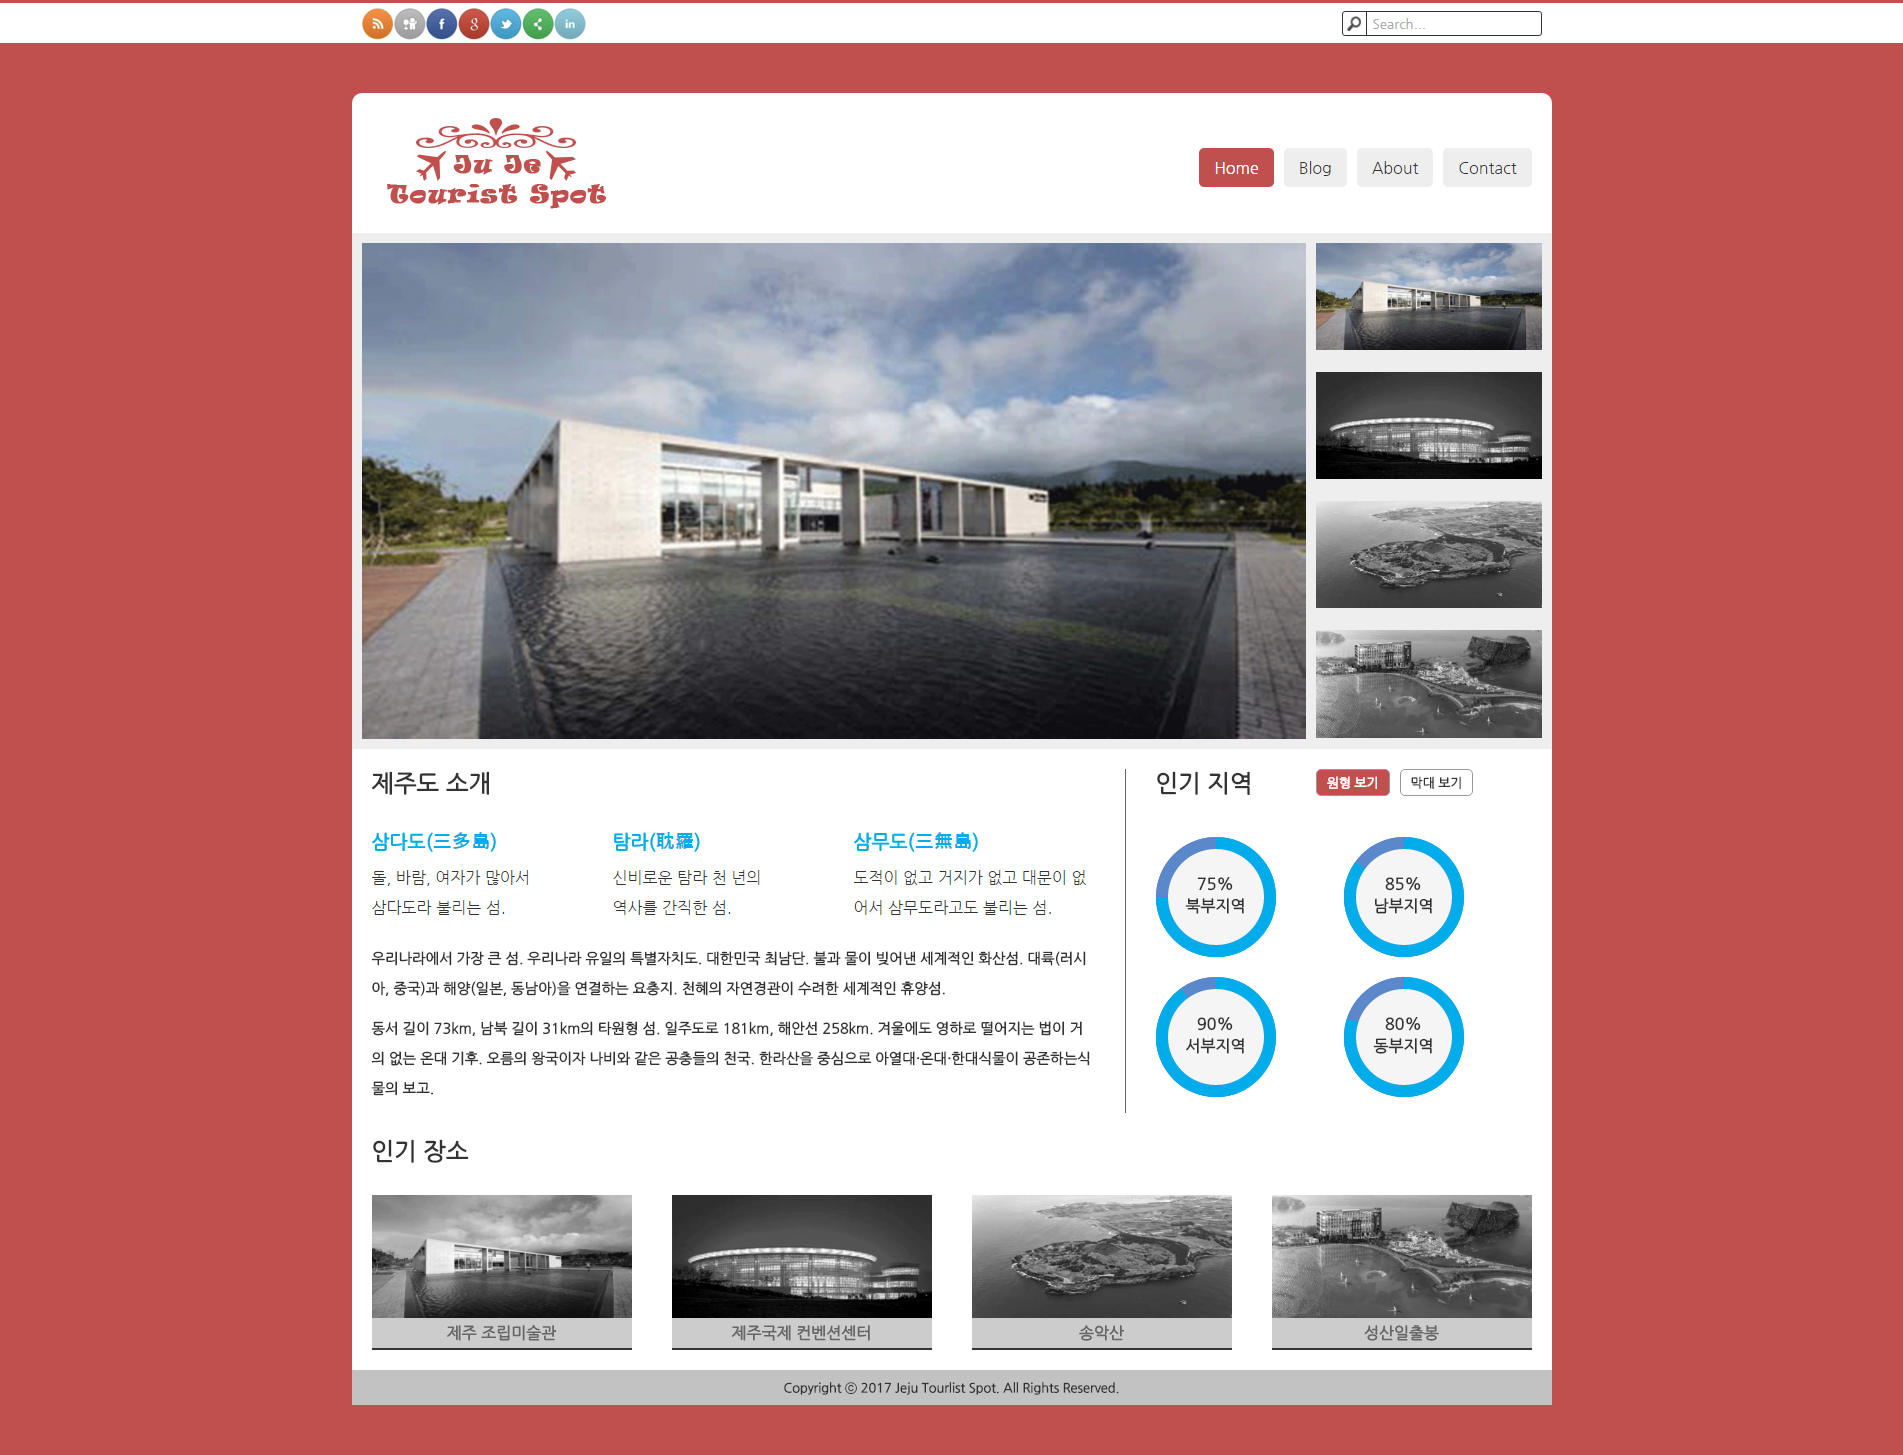 Search...
Ju Je
Tourist Spot
Home
Blog
About
Contact
제주도 소개
삼다도(三多島)
돌, 바람, 여자가 많아서
삼다도라 불리는 섬.
탐라(耽羅)
신비로운 탐라 천 년의
역사를 간직한 섬.
삼무도(三無島)
도적이 없고 거지가 없고 대문이 없
어서 삼무도라고도 불리는 섬.
우리나라에서 가장 큰 섬. 우리나라 유일의 특별자치도. 대한민국 최남단. 불과 물이 빚어낸 세계적인 화산섬. 대륙(러시
아, 중국)과 해양(일본, 동남아)을 연결하는 요충지. 천혜의 자연경관이 수려한 세계적인 휴양섬.
동서 길이 73km, 남북 길이 31km의 타원형 섬. 일주도로 181km, 해안선 258km. 겨울에도 영하로 떨어지는 법이 거
의 없는 온대 기후. 오름의 왕국이자 나비와 같은 공충들의 천국. 한라산을 중심으로 아열대·온대·한대식물이 공존하는식
물의 보고.
인기 지역
원형 보기
막대 보기
75%
북부지역
85%
남부지역
90%
서부지역
80%
동부지역
인기 장소
제주 조립미술관
제주국제 컨벤션센터
송악산
성산일출봉
Copyright ⓒ 2017 Jeju Tourlist Spot. All Rights Reserved.